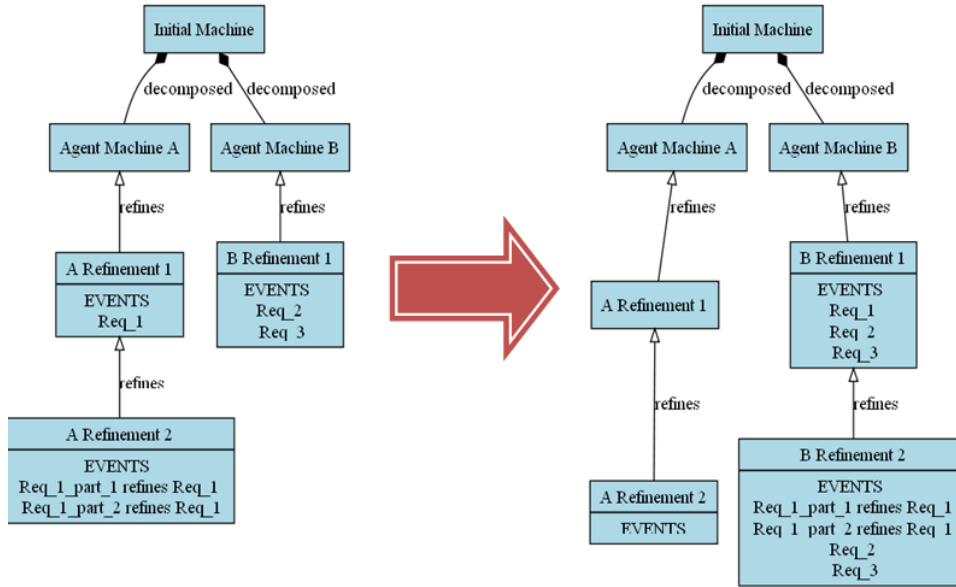 Initial Machine
decomposed
decomposed
Agent Machine A
Agent Machine B
refines
refines
A Refinement 1
EVENTS
Req_1
B Refinement 1
EVENTS
Req_2
Req_3
refines
A Refinement 2
EVENTS
Req_1_part_1 refines Req_1
Req_1_part_2 refines Req_1
Initial Machine
decomposed
decomposed
Agent Machine A
Agent Machine B
refines
refines
A Refinement 1
B Refinement 1
EVENTS
Req_1
Req_2
Req_3
refines
refines
A Refinement 2
EVENTS
B Refinement 2
EVENTS
Req_1_part_1 refines Req_1
Req_1_part_2 refines Req_1
Req_2
Req_3